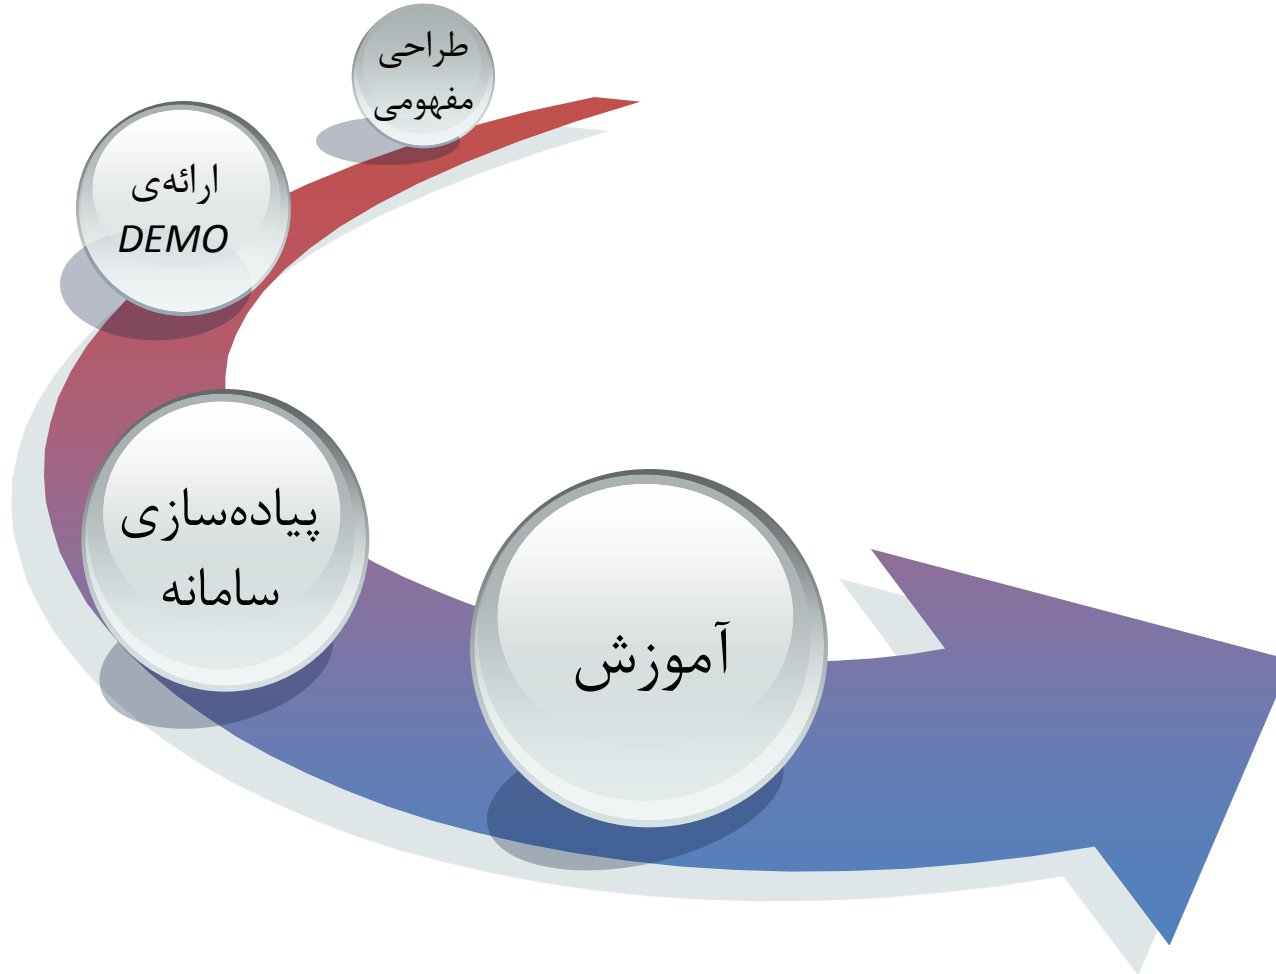 طراحی
مفهومی
ارائه‌ی
DEMO
پیاده‌سازی
سامانه
آموزش